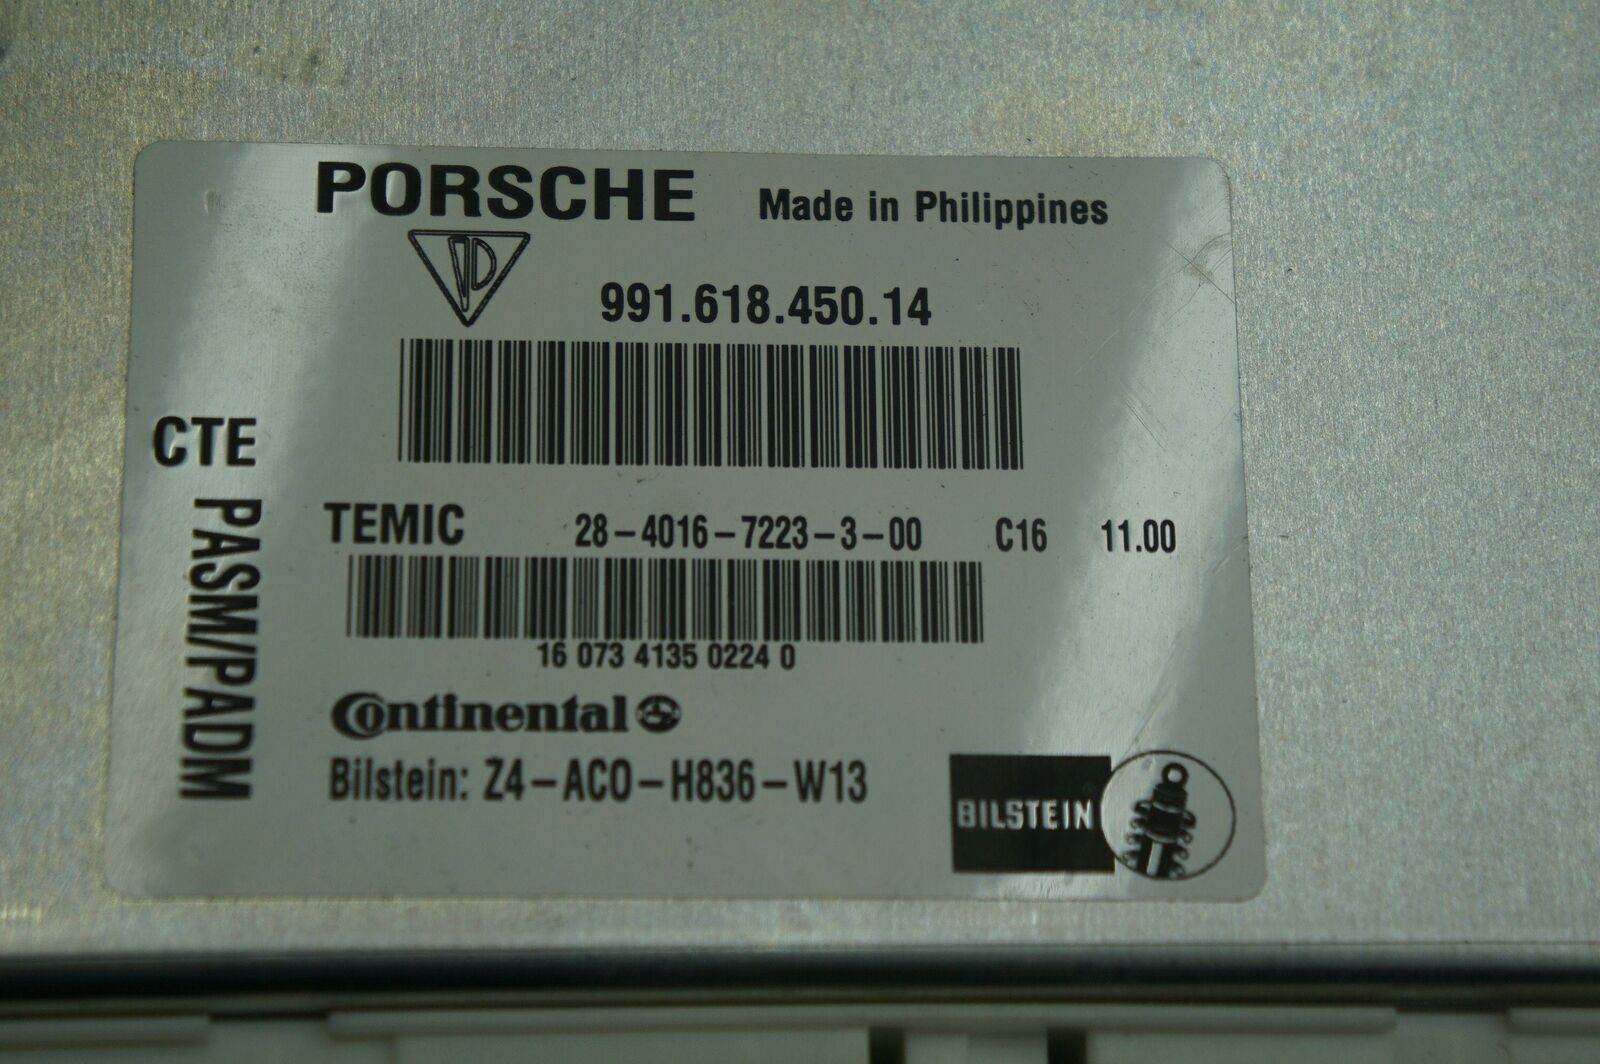 PORSCHE Made in Philippines
991.618.450.14
CTE PASM/PADM
TEMIC 28-4016-7223-3-00 C16 11.00
16 073 4135 0224 0
Continental
Bilstein: Z4-ACO-H836-W13
BILSTEIN